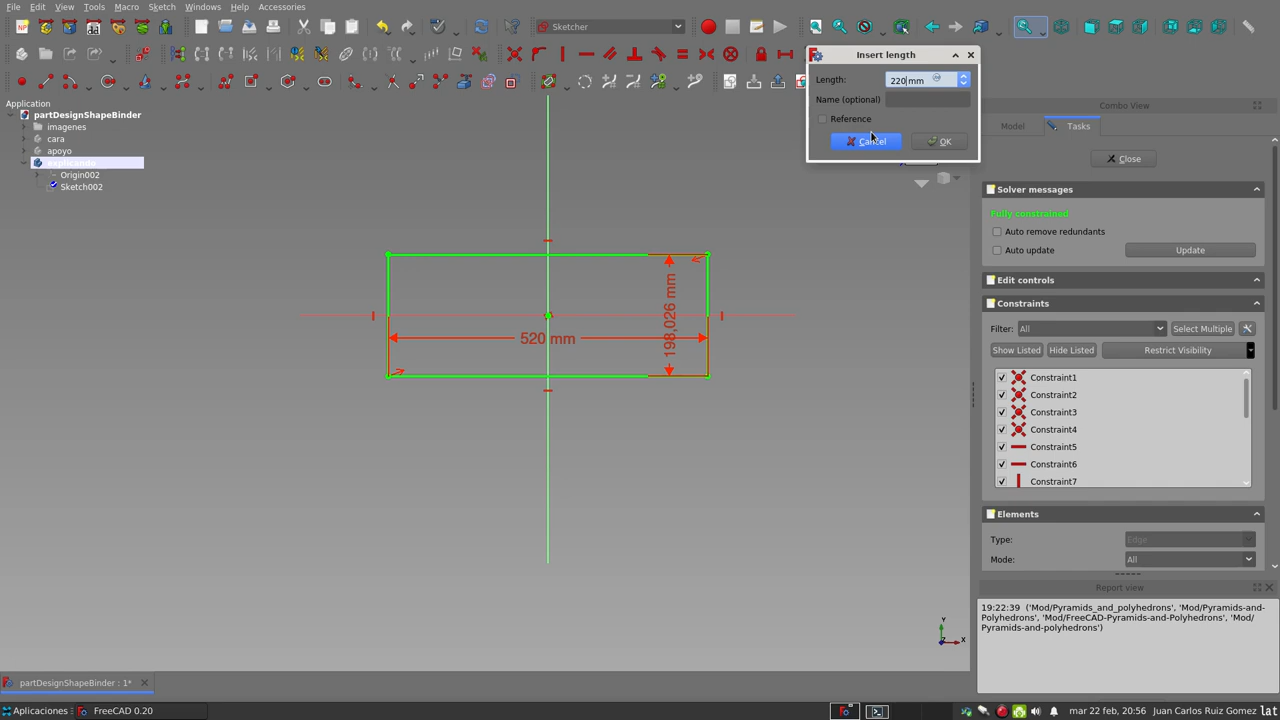 File Edit View Tools Macro Sketch Windows Help Accessories
Sketcher
Insert length
Length: 220 mm
Name (optional)
Reference
Cancel OK
Application
partDesignShapeBinder
imagenes
cara
apoyo
explicando
Origin002
Sketch002
520 mm
198,026 mm
Y
X
Combo View
Model Tasks
Close
Solver messages
Fully constrained
Auto remove redundants
Auto update Update
Edit controls
Constraints
Filter: All Select Multiple
Show Listed Hide Listed Restrict Visibility
Constraint1
Constraint2
Constraint3
Constraint4
Constraint5
Constraint6
Constraint7
Elements
Type: Edge
Mode: All
Report view
19:22:39 ('Mod/Pyramids_and_polyhedrons', 'Mod/Pyramids-and-
Polyhedrons', 'Mod/FreeCAD-Pyramids-and-Polyhedrons', 'Mod/
Pyramids-and-polyhedrons')
partDesignShapeBinder : 1*
Aplicaciones FreeCAD 0.20 mar 22 feb, 20:56 Juan Carlos Ruiz Gomez lat